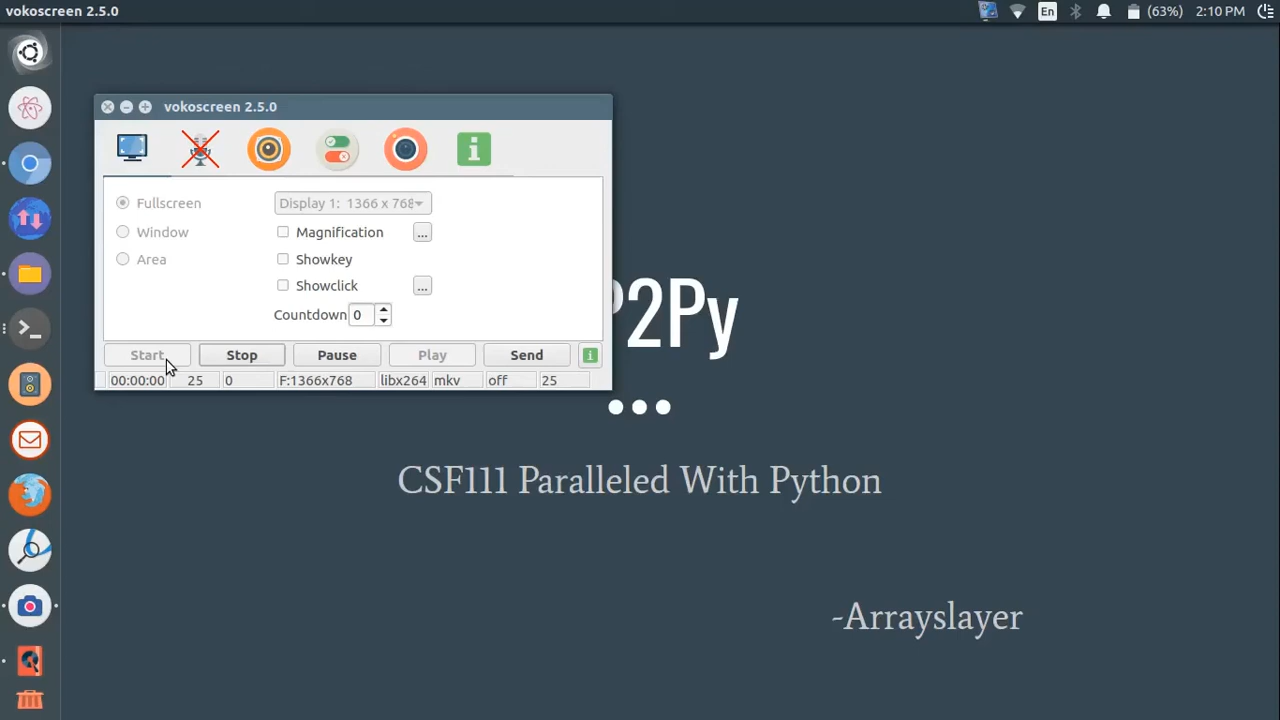 vokoscreen 2.5.0
En
(63%)
2:10 PM
vokoscreen 2.5.0
Fullscreen
Display 1: 1366 x 768
Window
Magnification
...
Area
Showkey
Showclick
...
Countdown 0
Start
Stop
Pause
Play
Send
00:00:00
25
0
F:1366x768
libx264
mkv
off
25
P2Py
CSF111 Paralleled With Python
-Arrayslayer